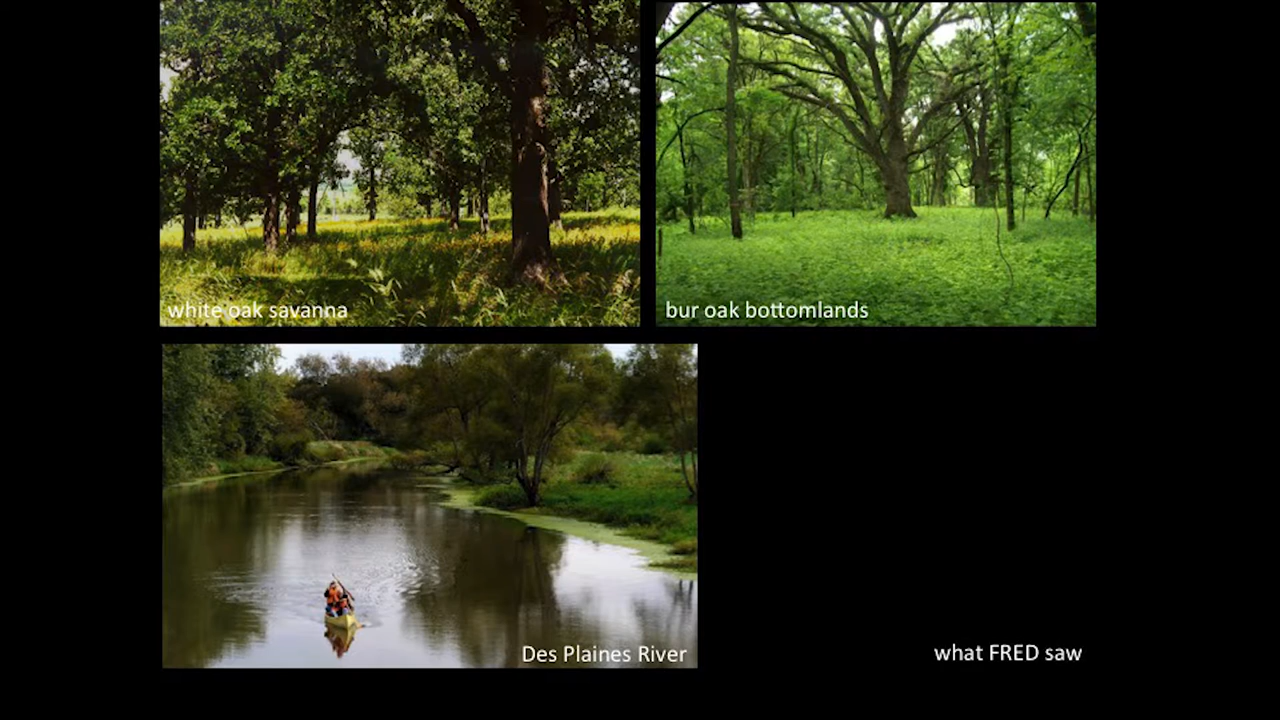 white oak savanna
bur oak bottomlands
Des Plaines River
what FRED saw